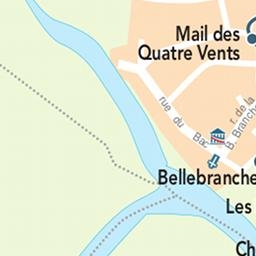 Mail des
Quatre Vents
rue du Bac
r. de la
B. Branche
Bellebranche
Les
Ch